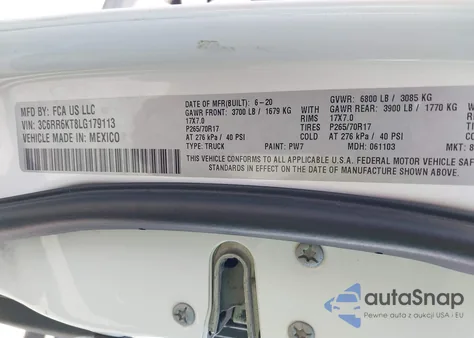 MFD BY: FCA US LLC
VIN: 3C6RR6KT8LG179113
VEHICLE MADE IN: MEXICO
DATE OF MFR(BUILT) 6-20
GAWR FRONT: 3700 LB / 1679 KG
17X7.0
P265/70R17
AT 276 kPa / 40 PSI
TYPE: TRUCK PAINT: PW7
GVWR: 6800 LB / 3085 KG
GAWR REAR: 3900 LB / 1770 KG
RIMS 17X7.0
TIRES P265/70R17
COLD AT 276 kPa / 40 PSI
MDH: 061103 MKT: 8
THIS VEHICLE CONFORMS TO ALL APPLICABLE U.S.A. FEDERAL MOTOR VEHICLE SAFE
STANDARDS IN EFFECT ON THE DATE OF MANUFACTURE SHOWN ABOVE.
autoSnap
Pewne auto z aukcji USA i EU